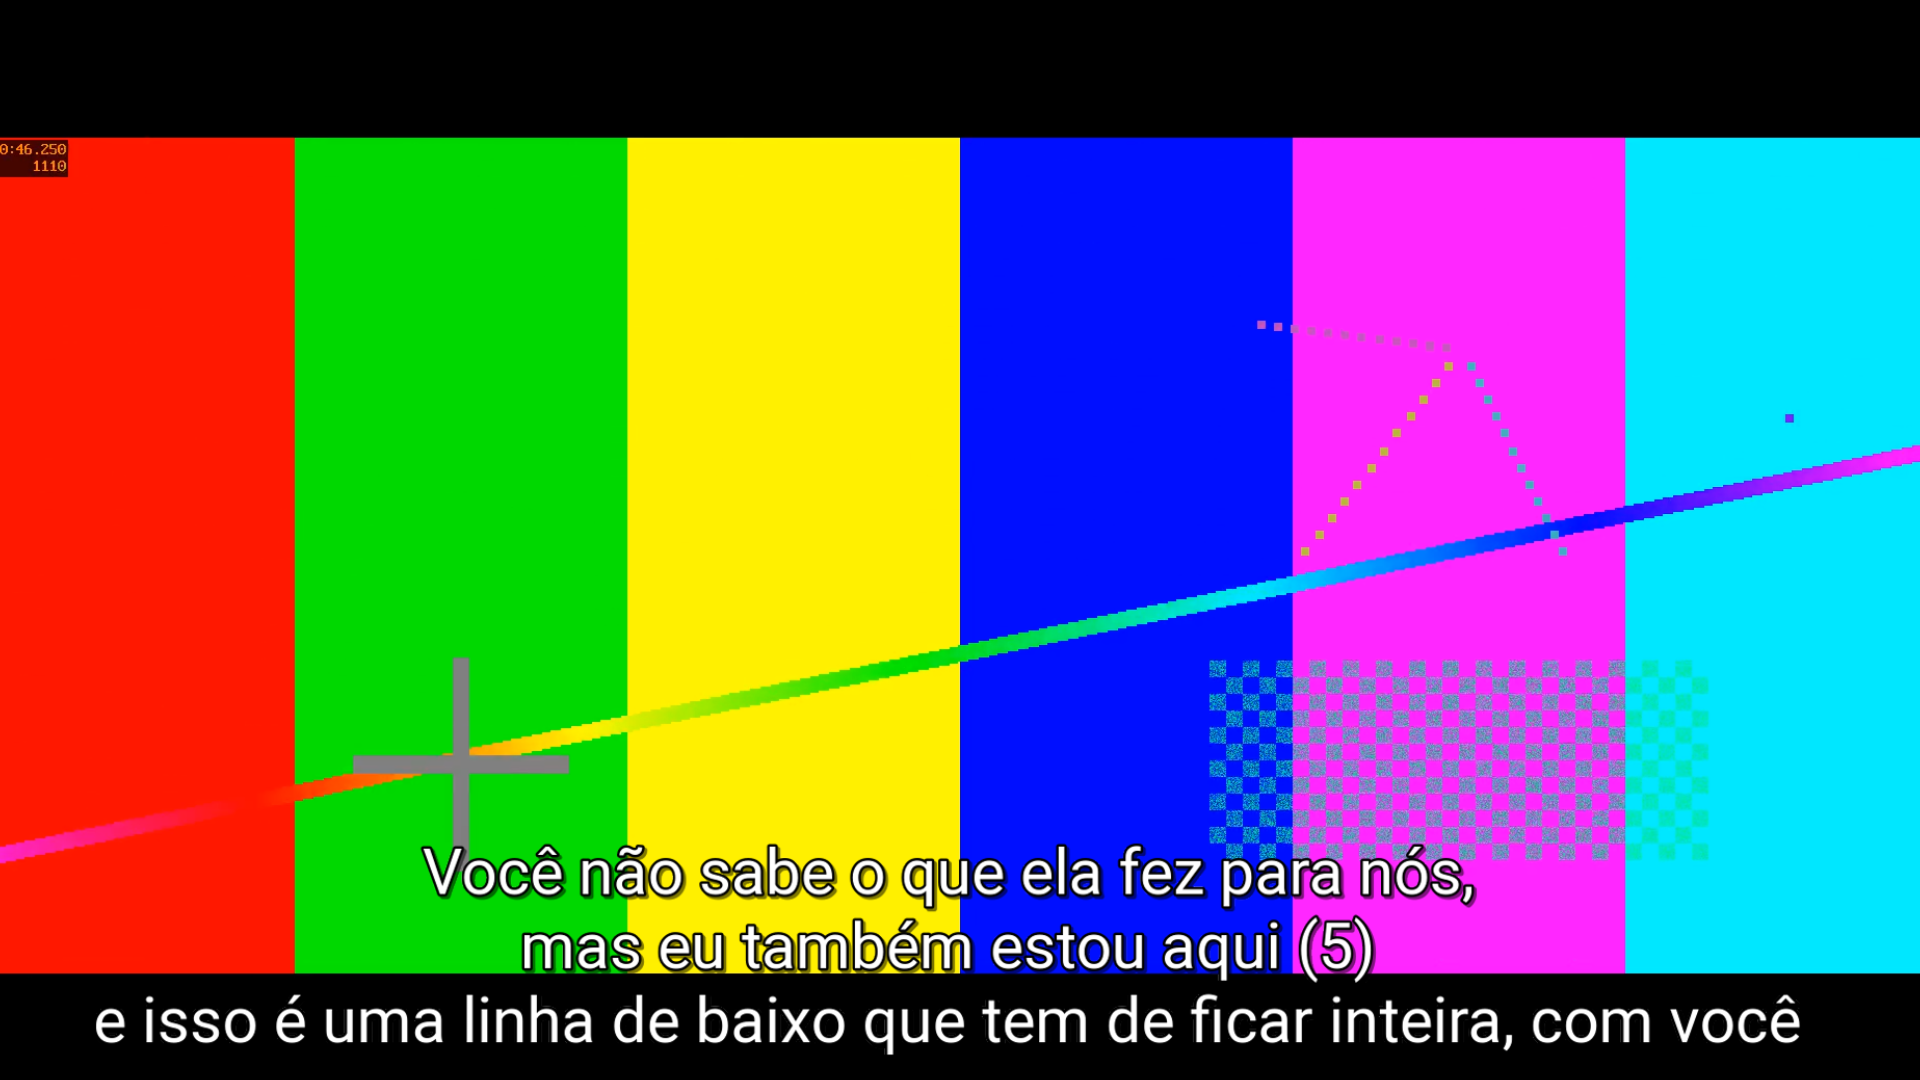 0:46.250
1110
Você não sabe o que ela fez para nós,
mas eu também estou aqui (5)
e isso é uma linha de baixo que tem de ficar inteira, com você